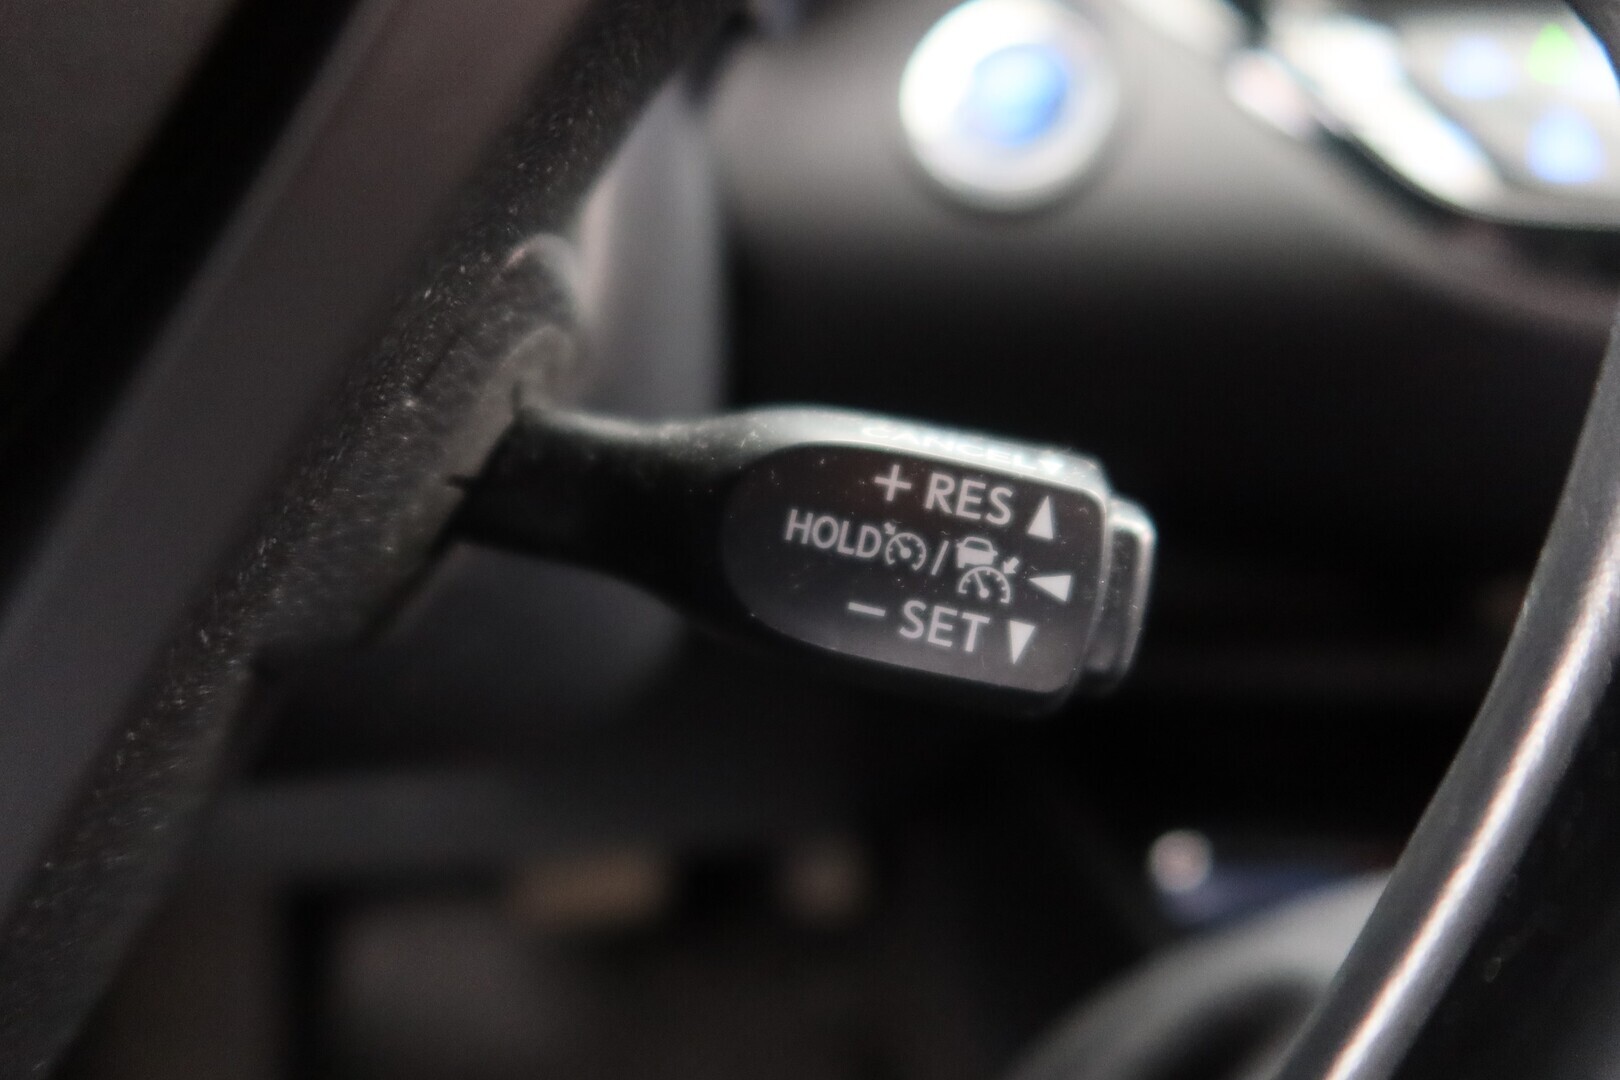 CANCEL
+ RES ▲
HOLD / ◀
− SET ▼